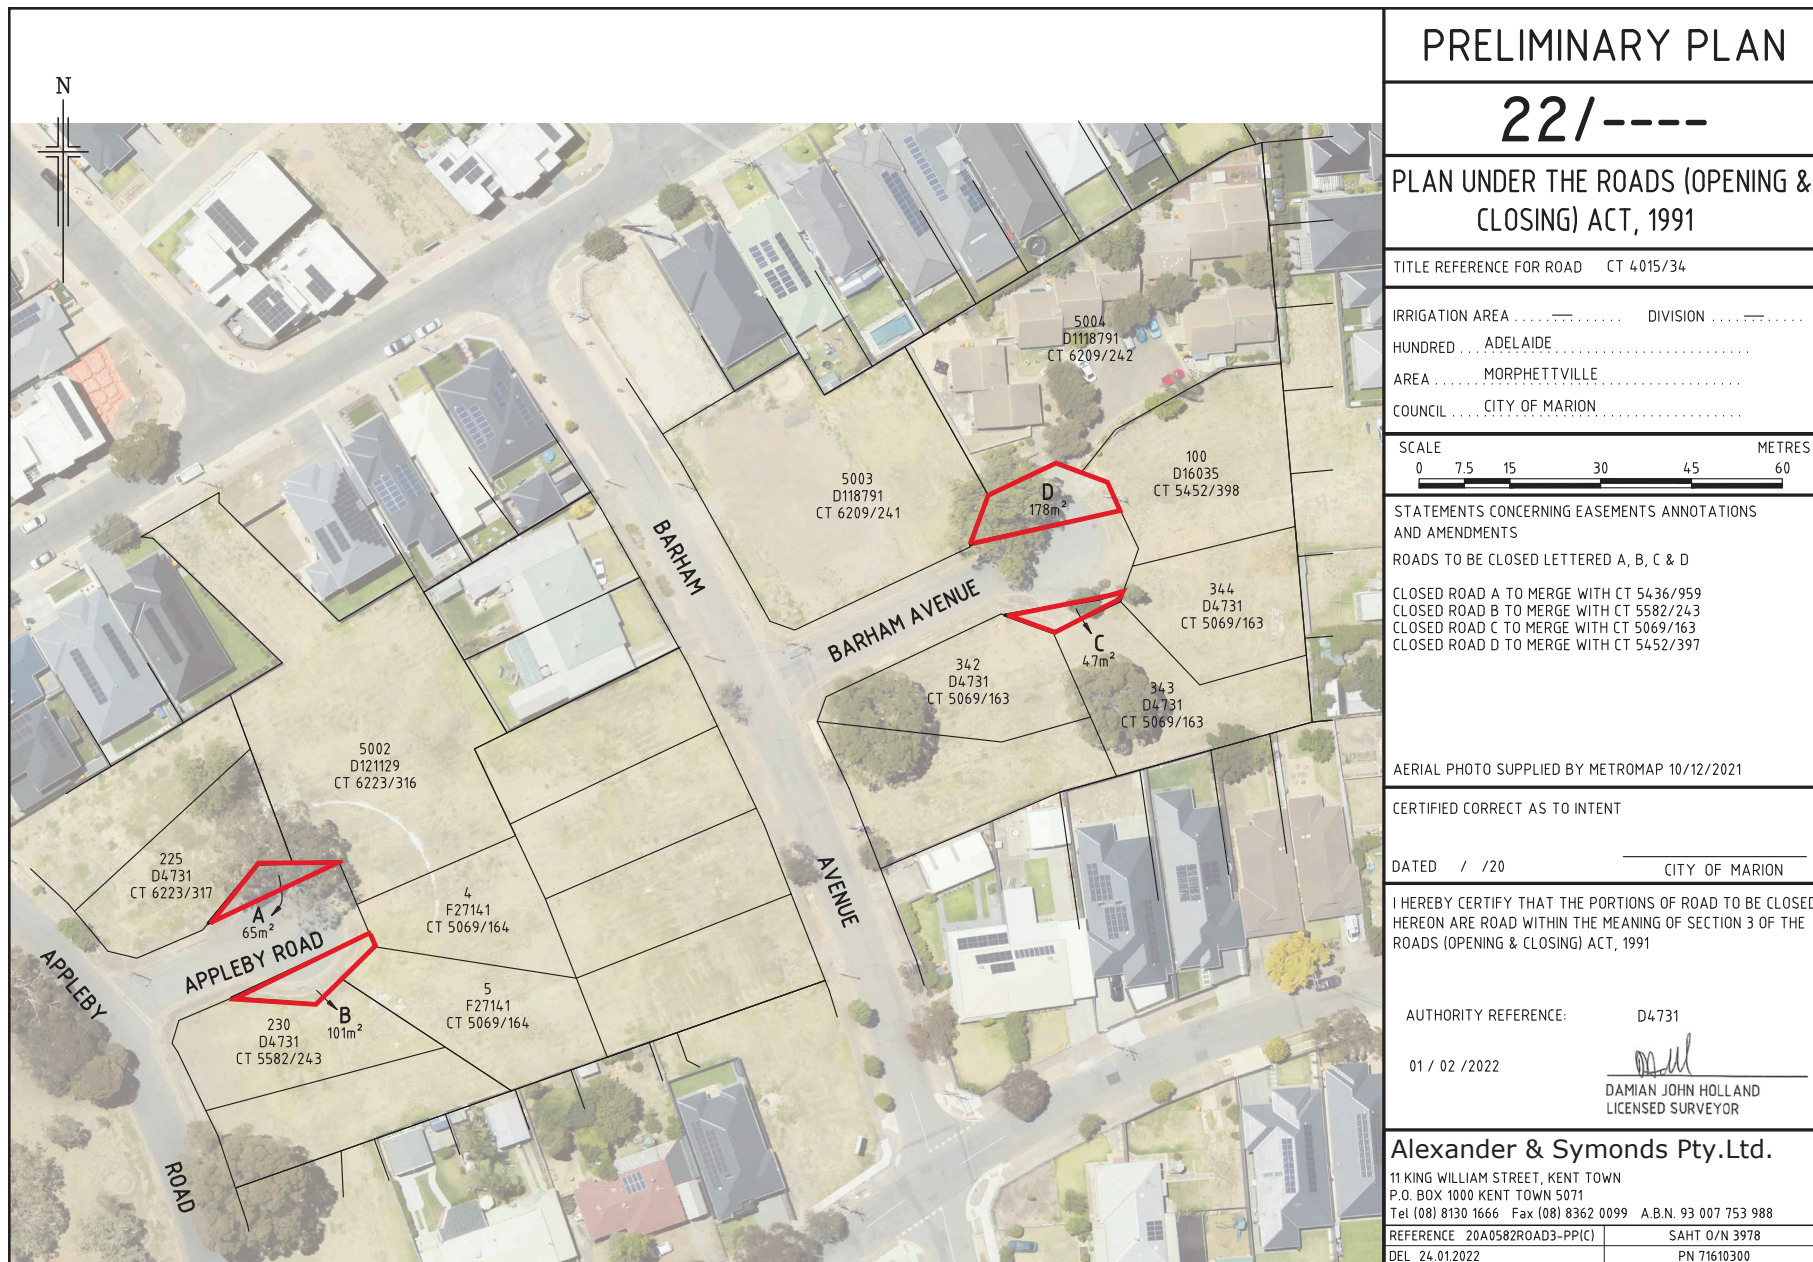 N
5004
D1118791
CT 6209/242
100
D16035
CT 5452/398
5003
D118791
CT 6209/241
D
178m²
BARHAM
BARHAM AVENUE
344
D4731
CT 5069/163
C
47m²
342
D4731
CT 5069/163
343
D4731
CT 5069/163
5002
D121129
CT 6223/316
225
D4731
CT 6223/317
A
65m²
4
F27141
CT 5069/164
AVENUE
APPLEBY ROAD
APPLEBY
5
F27141
CT 5069/164
B
101m²
230
D4731
CT 5582/243
ROAD
PRELIMINARY PLAN
22/----
PLAN UNDER THE ROADS (OPENING &
CLOSING) ACT, 1991
TITLE REFERENCE FOR ROAD CT 4015/34
IRRIGATION AREA ..... — ....... DIVISION .... — .....
HUNDRED .... ADELAIDE ....
AREA .... MORPHETTVILLE ....
COUNCIL .... CITY OF MARION ....
SCALE METRES
0 7.5 15 30 45 60
STATEMENTS CONCERNING EASEMENTS ANNOTATIONS
AND AMENDMENTS
ROADS TO BE CLOSED LETTERED A, B, C & D
CLOSED ROAD A TO MERGE WITH CT 5436/959
CLOSED ROAD B TO MERGE WITH CT 5582/243
CLOSED ROAD C TO MERGE WITH CT 5069/163
CLOSED ROAD D TO MERGE WITH CT 5452/397
AERIAL PHOTO SUPPLIED BY METROMAP 10/12/2021
CERTIFIED CORRECT AS TO INTENT
DATED / /20
CITY OF MARION
I HEREBY CERTIFY THAT THE PORTIONS OF ROAD TO BE CLOSED
HEREON ARE ROAD WITHIN THE MEANING OF SECTION 3 OF THE
ROADS (OPENING & CLOSING) ACT, 1991
AUTHORITY REFERENCE: D4731
01 / 02 /2022
DAMIAN JOHN HOLLAND
LICENSED SURVEYOR
Alexander & Symonds Pty.Ltd.
11 KING WILLIAM STREET, KENT TOWN
P.O. BOX 1000 KENT TOWN 5071
Tel (08) 8130 1666 Fax (08) 8362 0099 A.B.N. 93 007 753 988
REFERENCE 20A0582ROAD3-PP(C) SAHT O/N 3978
DEL 24.01.2022 PN 71610300